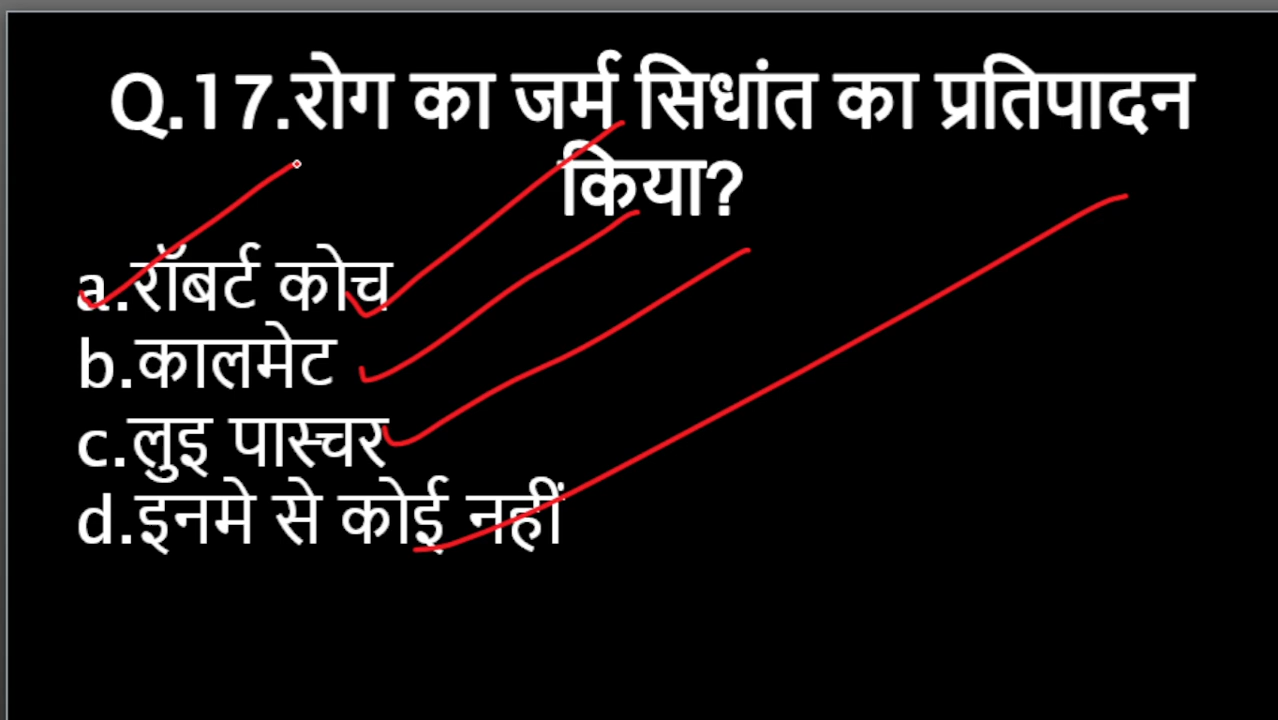 Q.17.रोग का जर्म सिधांत का प्रतिपादन
किया?
a.रॉबर्ट कोच
b.कालमेट
c.लुइ पास्चर
d.इनमे से कोई नहीं